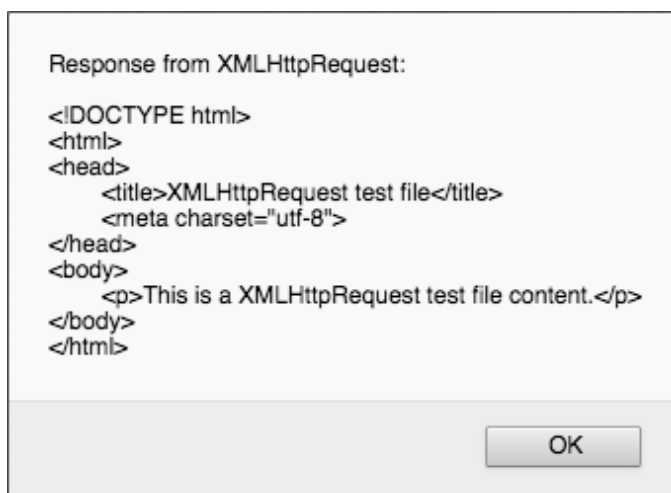 Response from XMLHttpRequest:
<!DOCTYPE html>
<html>
<head>
<title>XMLHttpRequest test file</title>
<meta charset="utf-8">
</head>
<body>
<p>This is a XMLHttpRequest test file content.</p>
</body>
</html>
OK